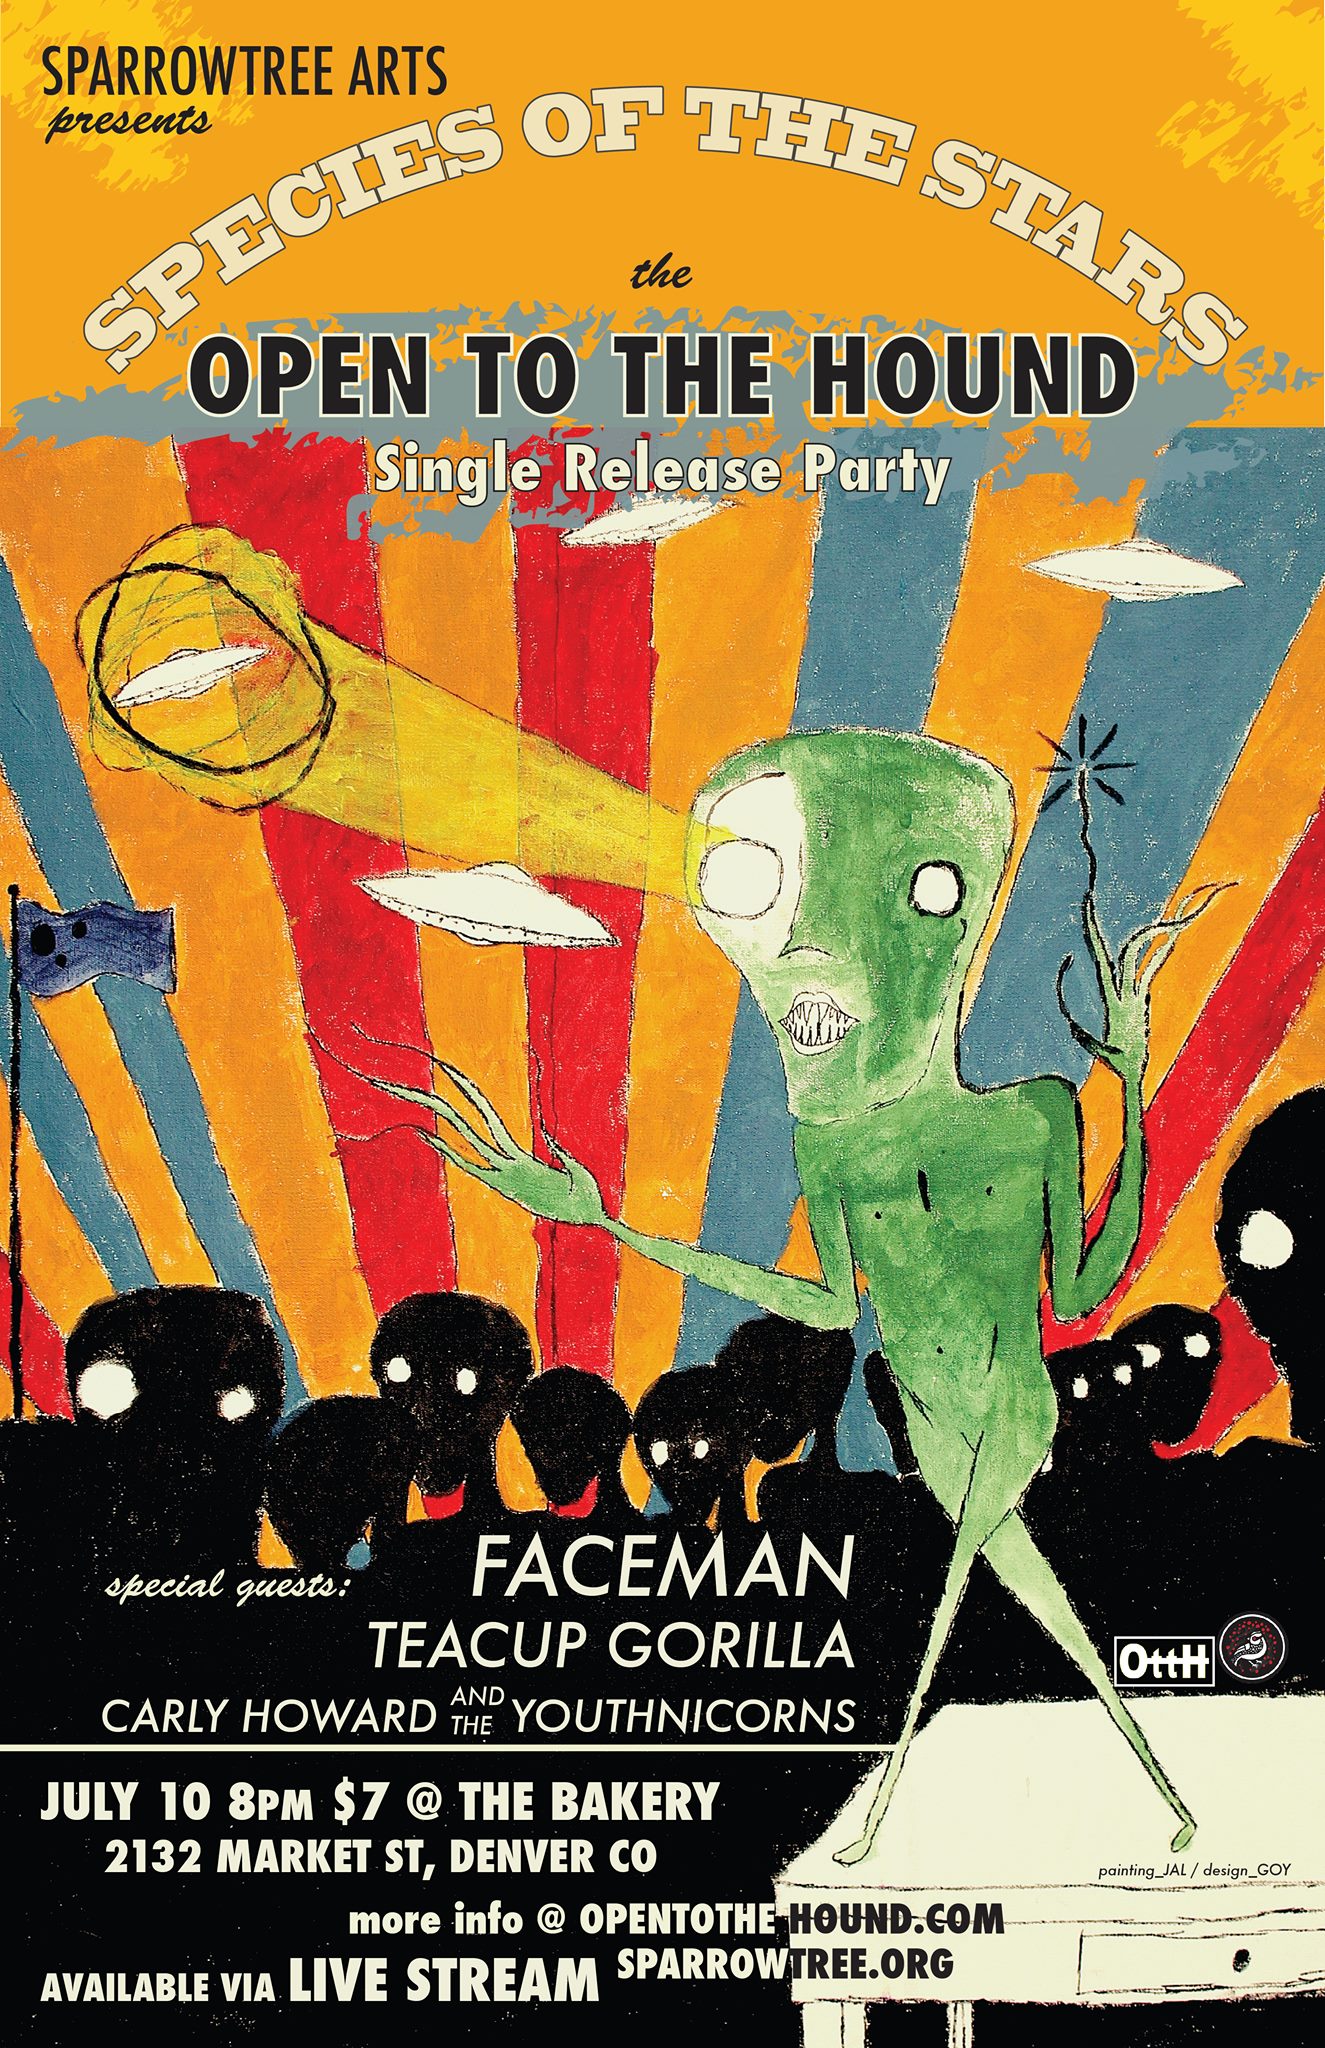 SPARROWTREE ARTS
presents
SPECIES OF THE STARS
the
OPEN TO THE HOUND
Single Release Party
special guests:
FACEMAN
TEACUP GORILLA
CARLY HOWARD AND THE YOUTHNICORNS
OttH
JULY 10 8PM $7 @ THE BAKERY
2132 MARKET ST, DENVER CO
painting_JAL / design_GOY
more info @ OPENTOTHEHOUND.COM
SPARROWTREE.ORG
AVAILABLE VIA LIVE STREAM